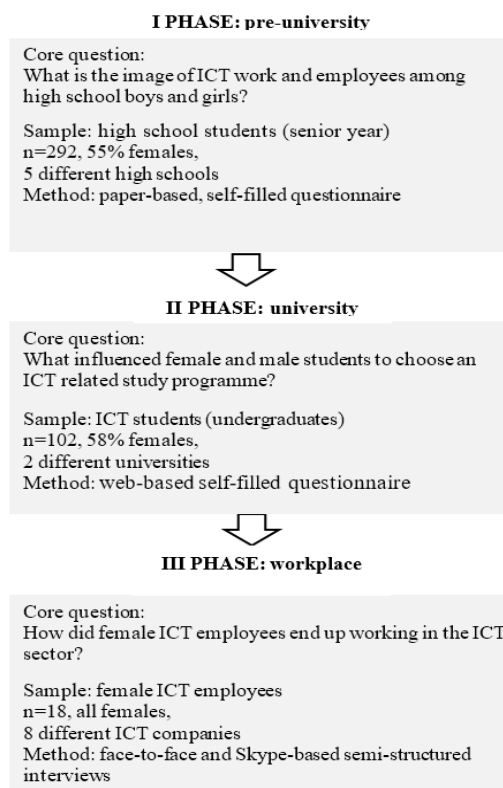 I PHASE: pre-university
Core question:
What is the image of ICT work and employees among
high school boys and girls?
Sample: high school students (senior year)
n=292, 55% females,
5 different high schools
Method: paper-based, self-filled questionnaire
II PHASE: university
Core question:
What influenced female and male students to choose an
ICT related study programme?
Sample: ICT students (undergraduates)
n=102, 58% females,
2 different universities
Method: web-based self-filled questionnaire
III PHASE: workplace
Core question:
How did female ICT employees end up working in the ICT
sector?
Sample: female ICT employees
n=18, all females,
8 different ICT companies
Method: face-to-face and Skype-based semi-structured
interviews